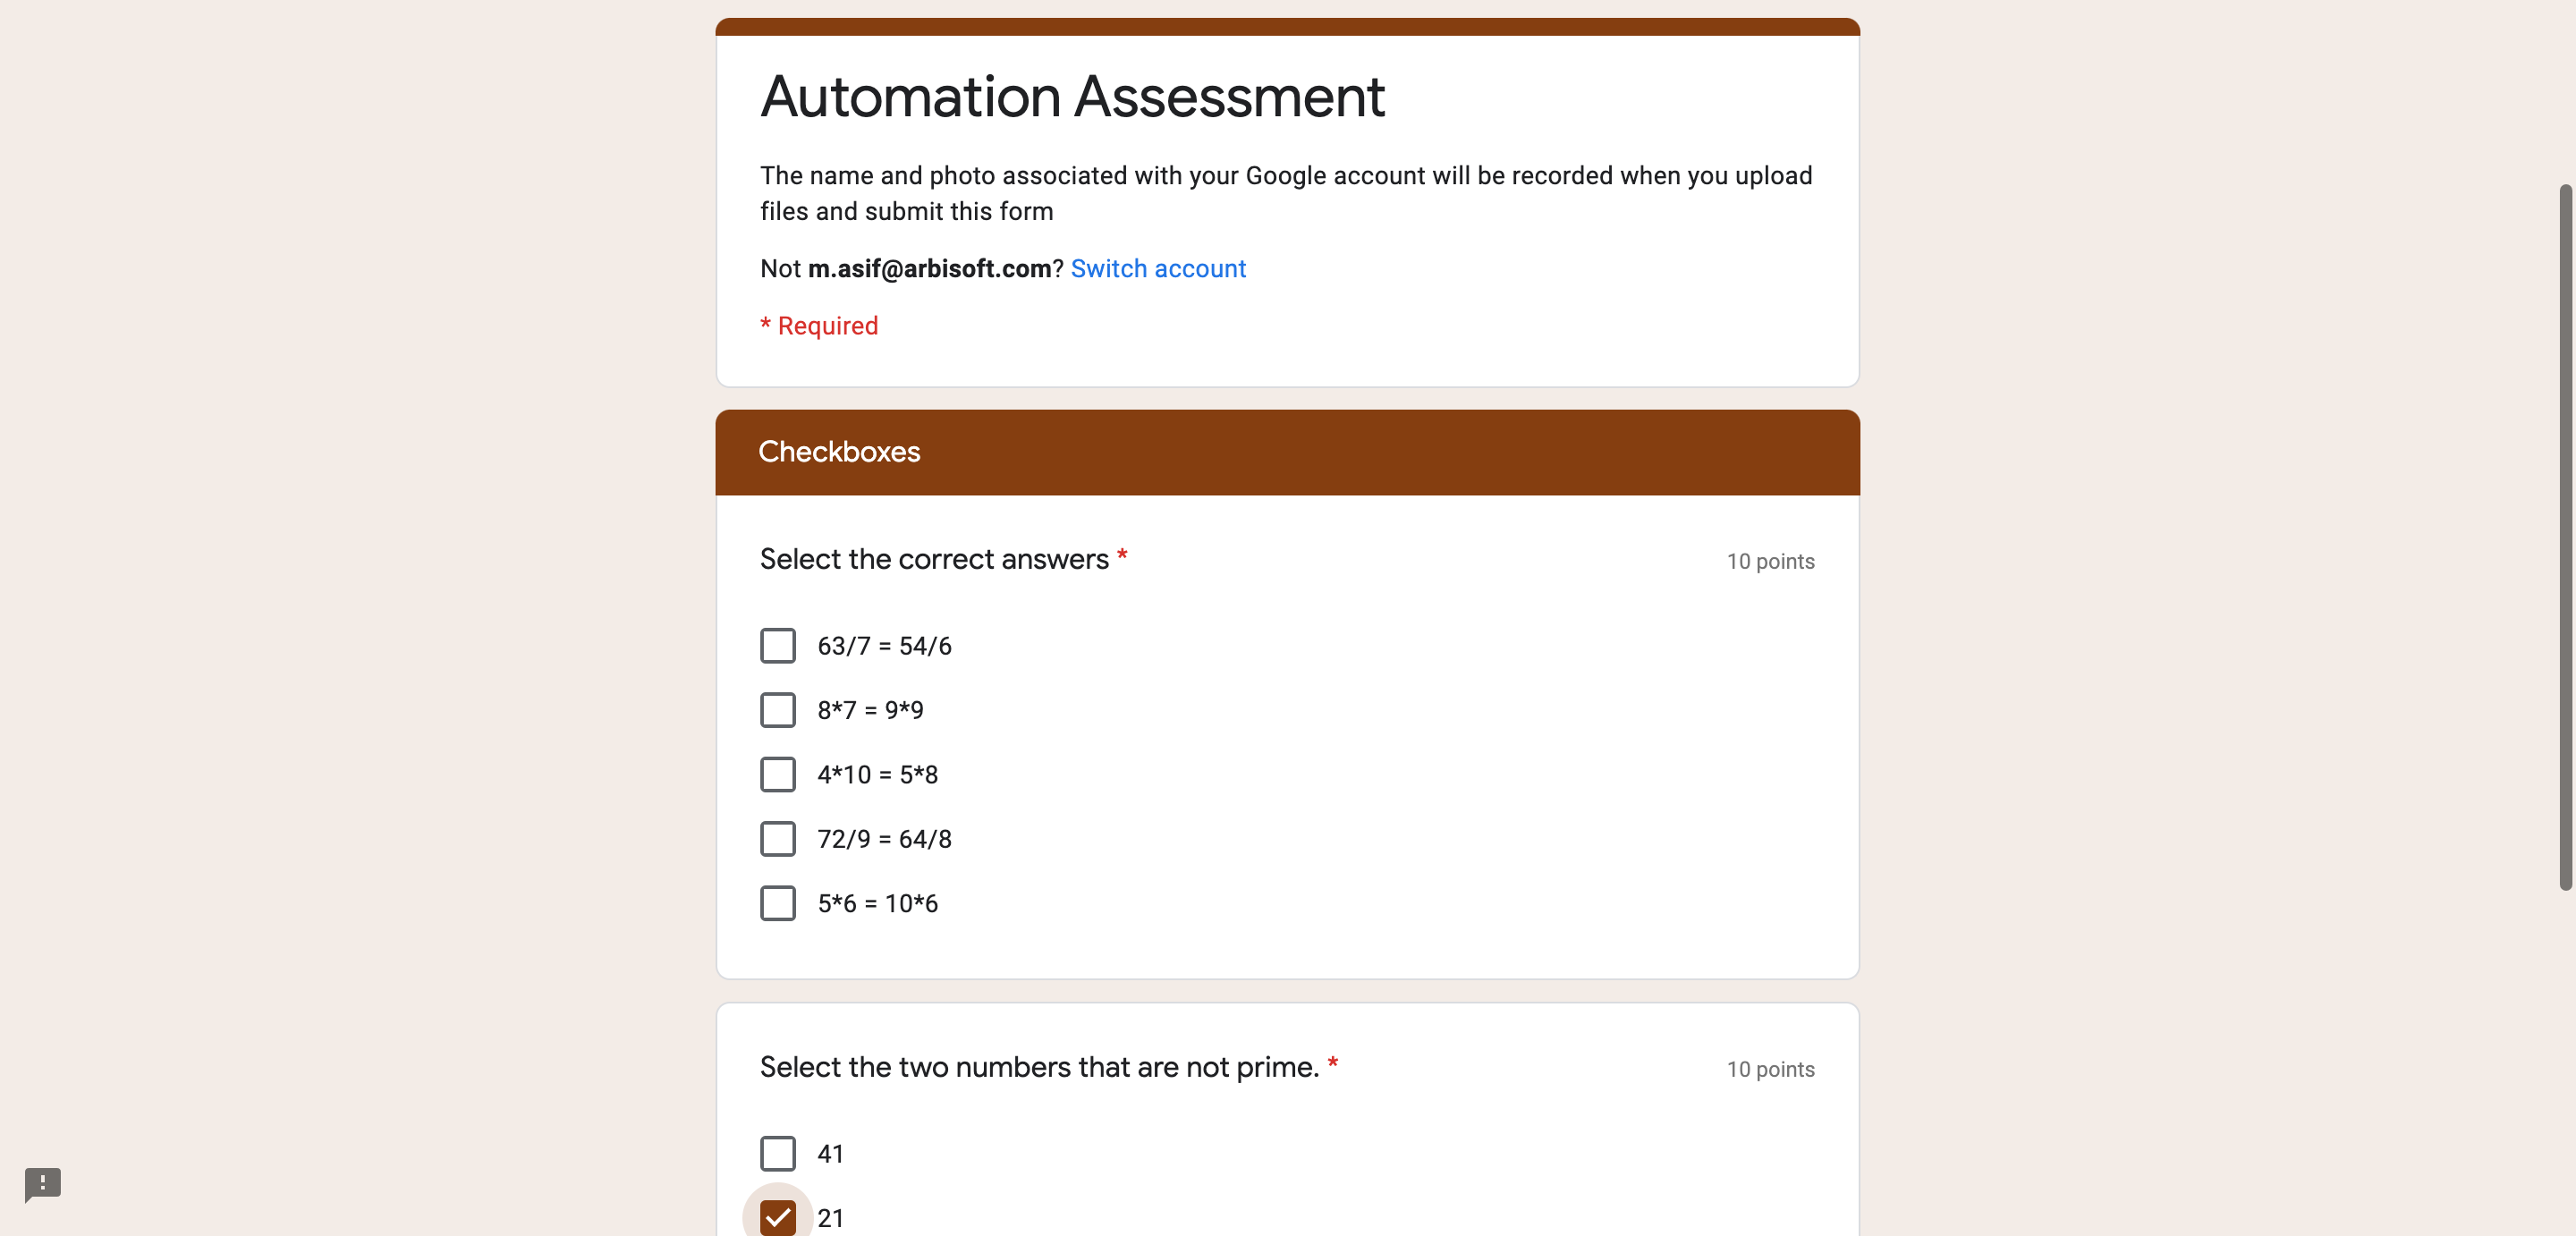 Automation Assessment
The name and photo associated with your Google account will be recorded when you upload
files and submit this form
Not m.asif@arbisoft.com? Switch account
* Required
Checkboxes
Select the correct answers *
10 points
63/7 = 54/6
8*7 = 9*9
4*10 = 5*8
72/9 = 64/8
5*6 = 10*6
Select the two numbers that are not prime. *
10 points
41
21